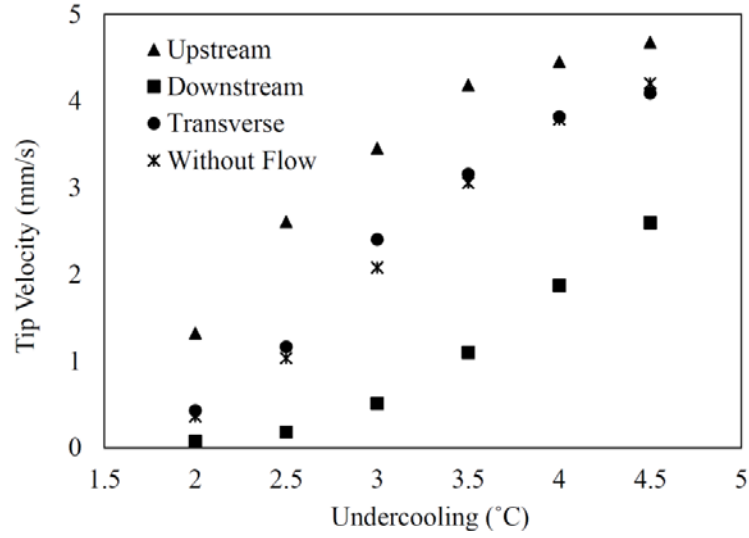 5
4
3
2
1
0
Tip Velocity (mm/s)
Upstream
Downstream
Transverse
Without Flow
1.5 2 2.5 3 3.5 4 4.5 5
Undercooling (˚C)